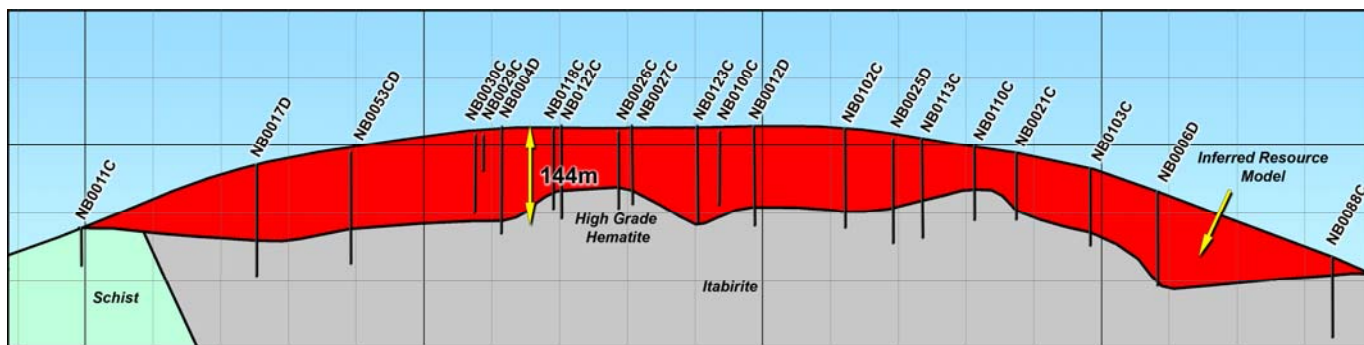 NB0011C
NB0017D
NB0053CD
NB0030C
NB0029C
NB0004D
NB0118C
NB0122C
NB0026C
NB0027C
NB0123C
NB0100C
NB0012D
NB0102C
NB0025D
NB0113C
NB0110C
NB0021C
NB0103C
NB0006D
NB0088C
Inferred Resource
Model
144m
High Grade
Hematite
Itabirite
Schist